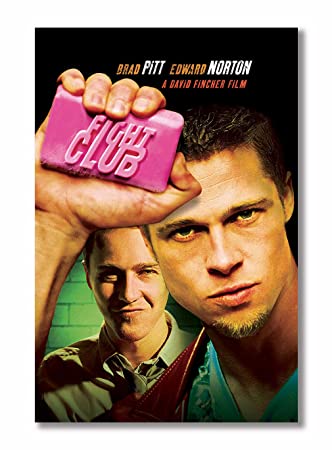 BRAD PITT EDWARD NORTON
A DAVID FINCHER FILM
FIGHT
CLUB